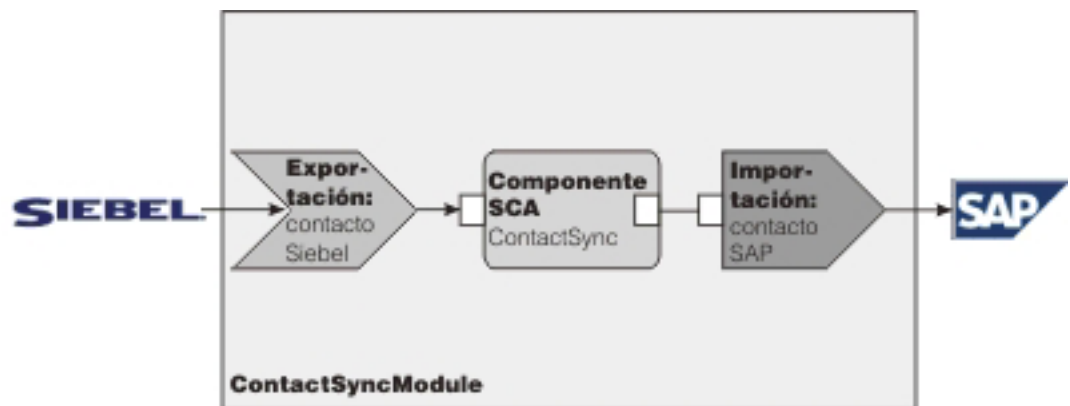 SIEBEL
Expor-
tación:
contacto
Siebel
Componente
SCA
ContactSync
Impor-
tación:
contacto
SAP
SAP
ContactSyncModule